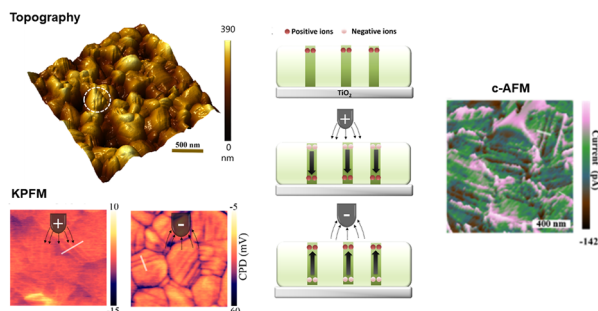 Topography
390
0
nm
500 nm
KPFM
+
10
15
-
-5
CPD (mV)
-60
Positive ions
Negative ions
TiO2
+
-
c-AFM
Current (pA)
400 nm
-142